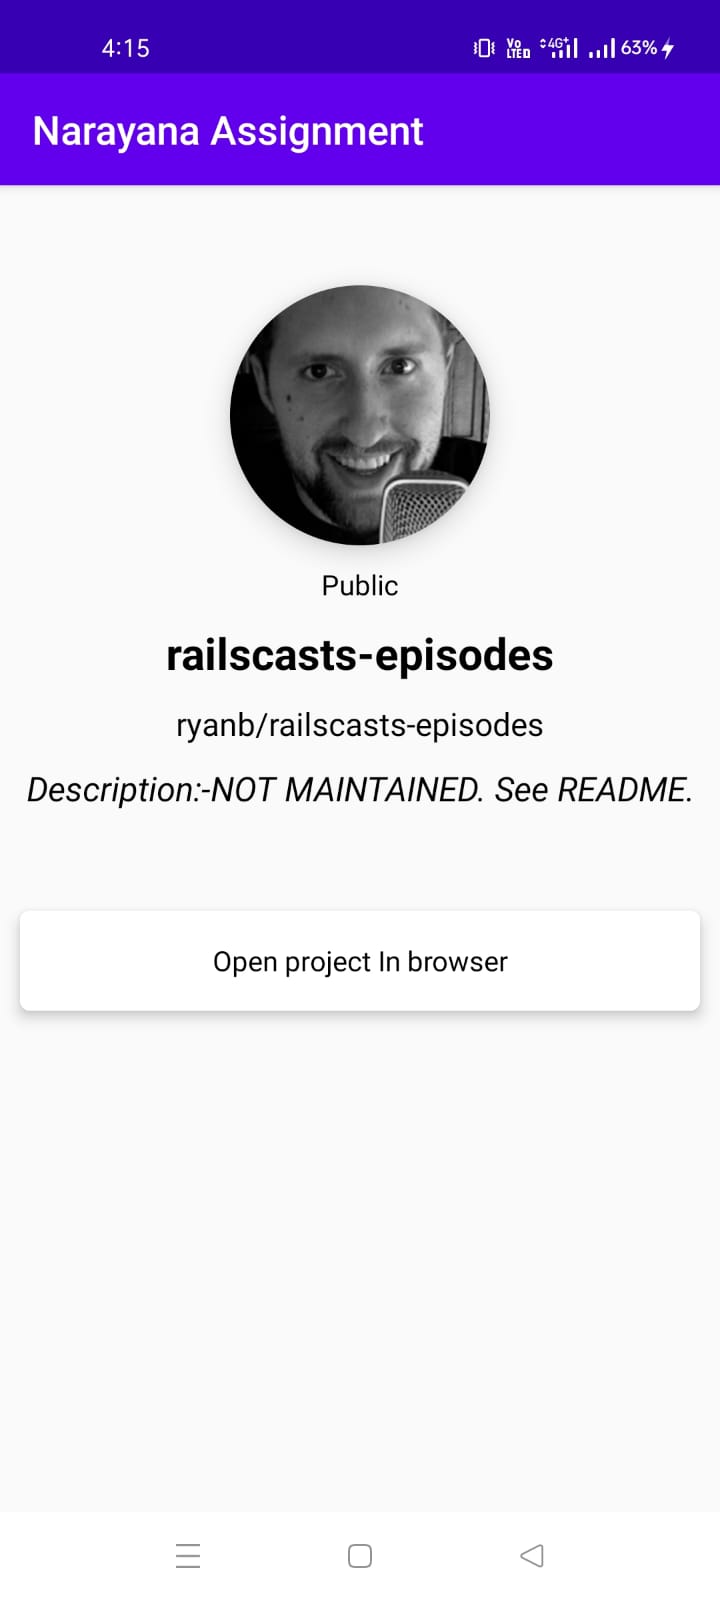 4:15
Vo LTED 4G+ 63%
Narayana Assignment
Public
railscasts-episodes
ryanb/railscasts-episodes
Description:-NOT MAINTAINED. See README.
Open project In browser